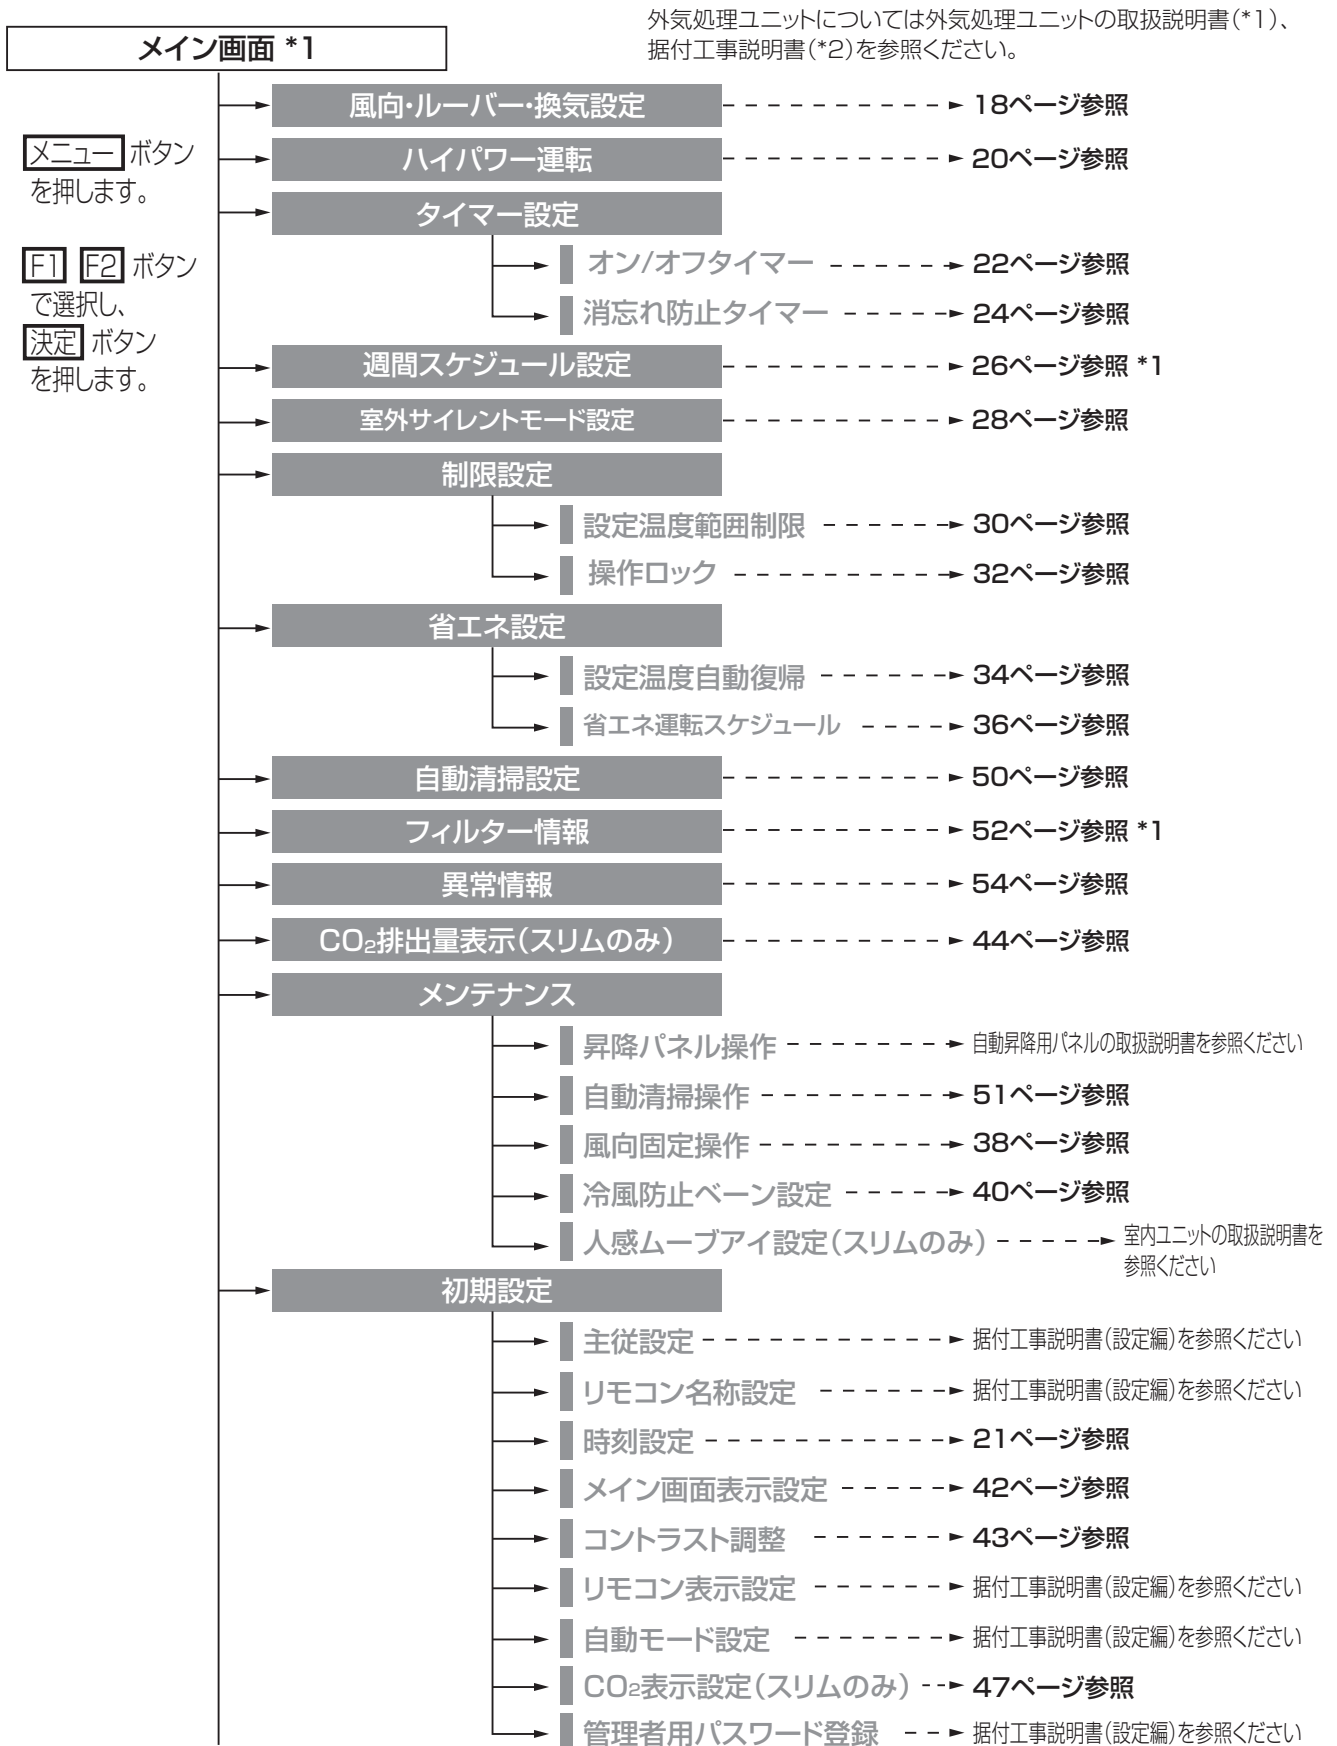 外気処理ユニットについては外気処理ユニットの取扱説明書(*1)、
据付工事説明書(*2)を参照ください。
メイン画面 *1
メニュー ボタン
を押します。
F1 F2 ボタン
で選択し、
決定 ボタン
を押します。
風向・ルーバー・換気設定 18ページ参照
ハイパワー運転 20ページ参照
タイマー設定
オン/オフタイマー 22ページ参照
消忘れ防止タイマー 24ページ参照
週間スケジュール設定 26ページ参照 *1
室外サイレントモード設定 28ページ参照
制限設定
設定温度範囲制限 30ページ参照
操作ロック 32ページ参照
省エネ設定
設定温度自動復帰 34ページ参照
省エネ運転スケジュール 36ページ参照
自動清掃設定 50ページ参照
フィルター情報 52ページ参照 *1
異常情報 54ページ参照
CO₂排出量表示(スリムのみ) 44ページ参照
メンテナンス
昇降パネル操作 自動昇降用パネルの取扱説明書を参照ください
自動清掃操作 51ページ参照
風向固定操作 38ページ参照
冷風防止ベーン設定 40ページ参照
人感ムーブアイ設定(スリムのみ) 室内ユニットの取扱説明書を
参照ください
初期設定
主従設定 据付工事説明書(設定編)を参照ください
リモコン名称設定 据付工事説明書(設定編)を参照ください
時刻設定 21ページ参照
メイン画面表示設定 42ページ参照
コントラスト調整 43ページ参照
リモコン表示設定 据付工事説明書(設定編)を参照ください
自動モード設定 据付工事説明書(設定編)を参照ください
CO₂表示設定(スリムのみ) 47ページ参照
管理者用パスワード登録 据付工事説明書(設定編)を参照ください